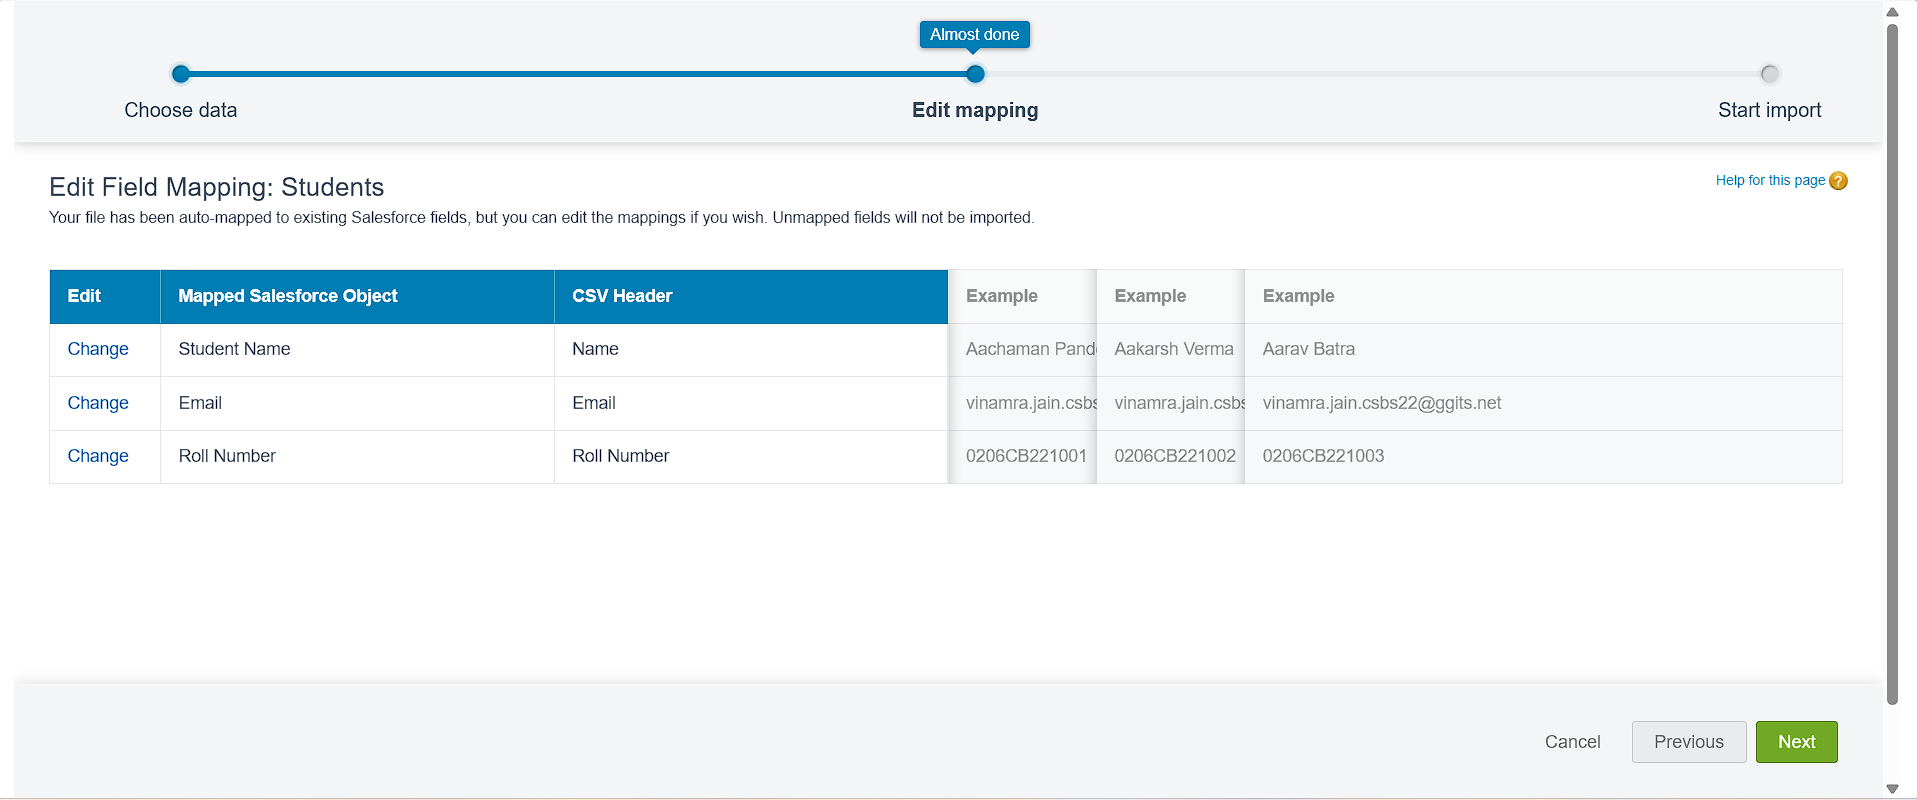 Almost done
Choose data Edit mapping Start import
Edit Field Mapping: Students
Help for this page ?
Your file has been auto-mapped to existing Salesforce fields, but you can edit the mappings if you wish. Unmapped fields will not be imported.
Edit Mapped Salesforce Object CSV Header Example Example Example
Change Student Name Name Aachaman Pand Aakarsh Verma Aarav Batra
Change Email Email vinamra.jain.csbs vinamra.jain.csbs vinamra.jain.csbs22@ggits.net
Change Roll Number Roll Number 0206CB221001 0206CB221002 0206CB221003
Cancel Previous Next